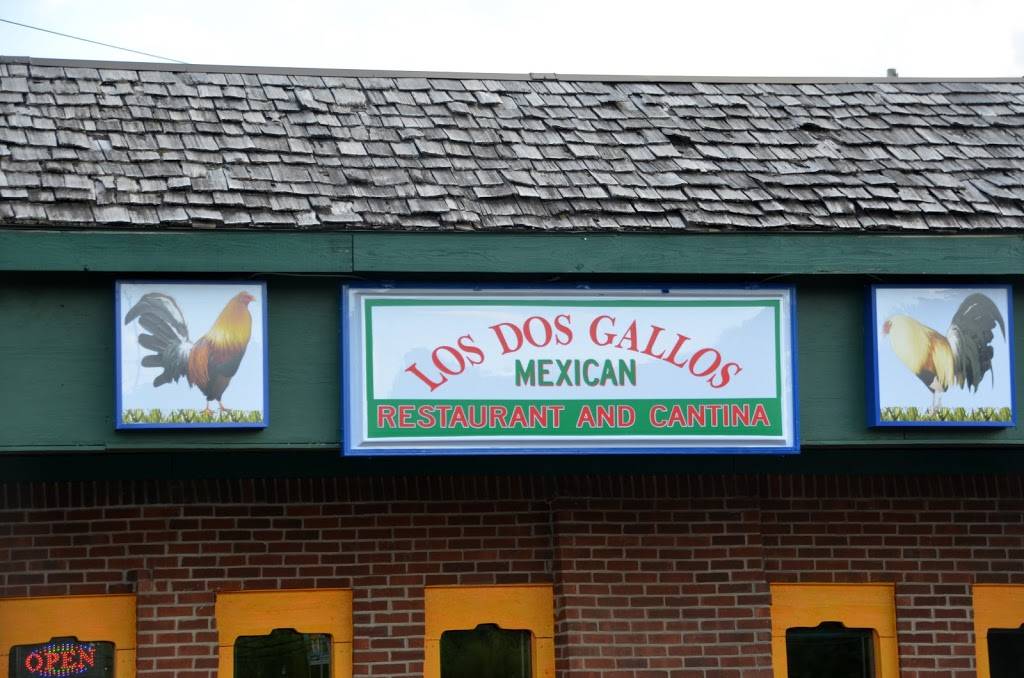 LOS DOS GALLOS
MEXICAN
RESTAURANT AND CANTINA
OPEN